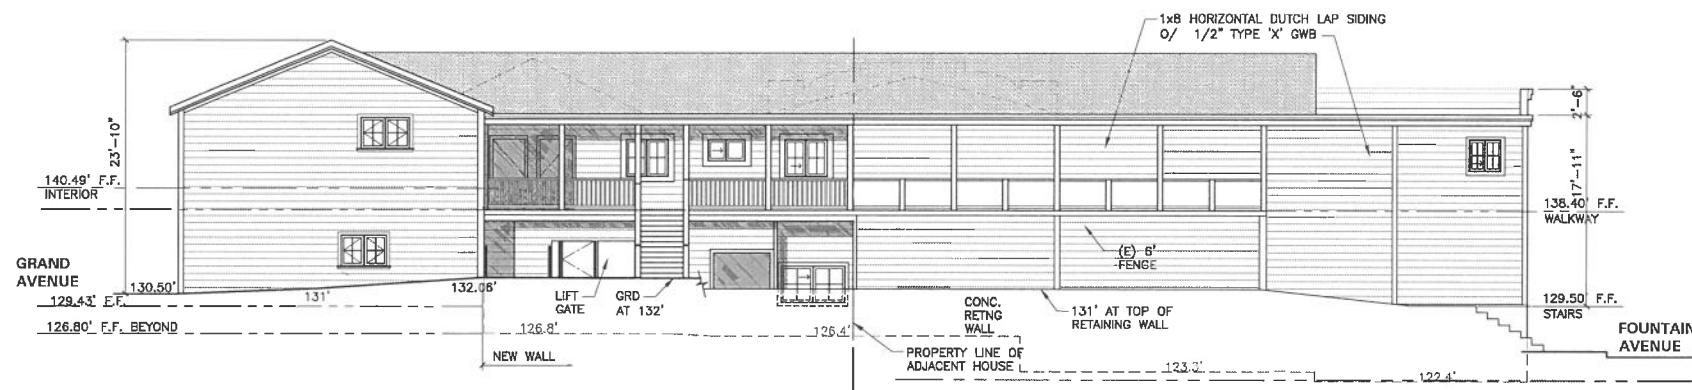 1x8 HORIZONTAL DUTCH LAP SIDING
O/ 1/2" TYPE 'X' GWB
23'-10"
2'-6"
17'-11"
140.49' F.F.
INTERIOR
138.40' F.F.
WALKWAY
(E) 6'
FENGE
GRAND
AVENUE
130.50'
131'
132.06'
129.43' F.F.
126.80' F.F. BEYOND
LIFT
GATE
GRD
AT 132'
126.8'
126.4'
CONC.
RETNG
WALL
131' AT TOP OF
RETAINING WALL
129.50' F.F.
STAIRS
FOUNTAIN
AVENUE
NEW WALL
PROPERTY LINE OF
ADJACENT HOUSE
123.3'
122.4'